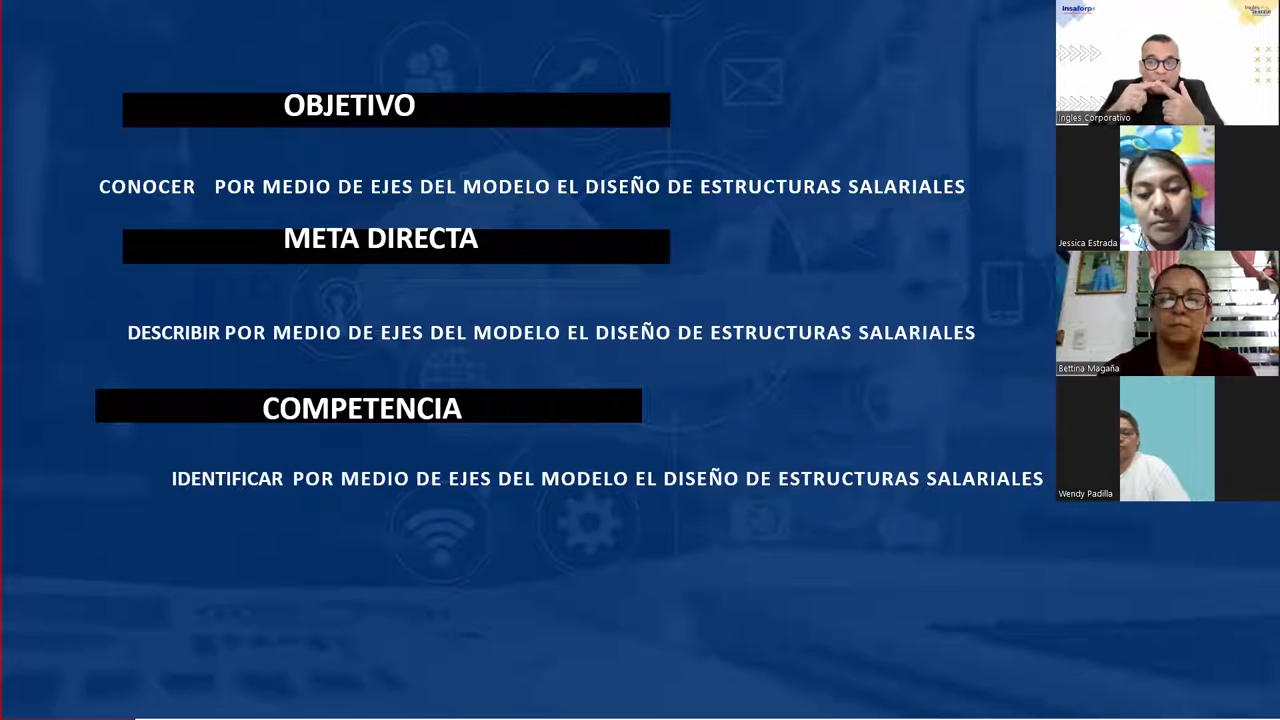 OBJETIVO
CONOCER POR MEDIO DE EJES DEL MODELO EL DISEÑO DE ESTRUCTURAS SALARIALES
META DIRECTA
DESCRIBIR POR MEDIO DE EJES DEL MODELO EL DISEÑO DE ESTRUCTURAS SALARIALES
COMPETENCIA
IDENTIFICAR POR MEDIO DE EJES DEL MODELO EL DISEÑO DE ESTRUCTURAS SALARIALES
Insaforp
Ingles Corporativo
Jessica Estrada
Bettina Magaña
Wendy Padilla